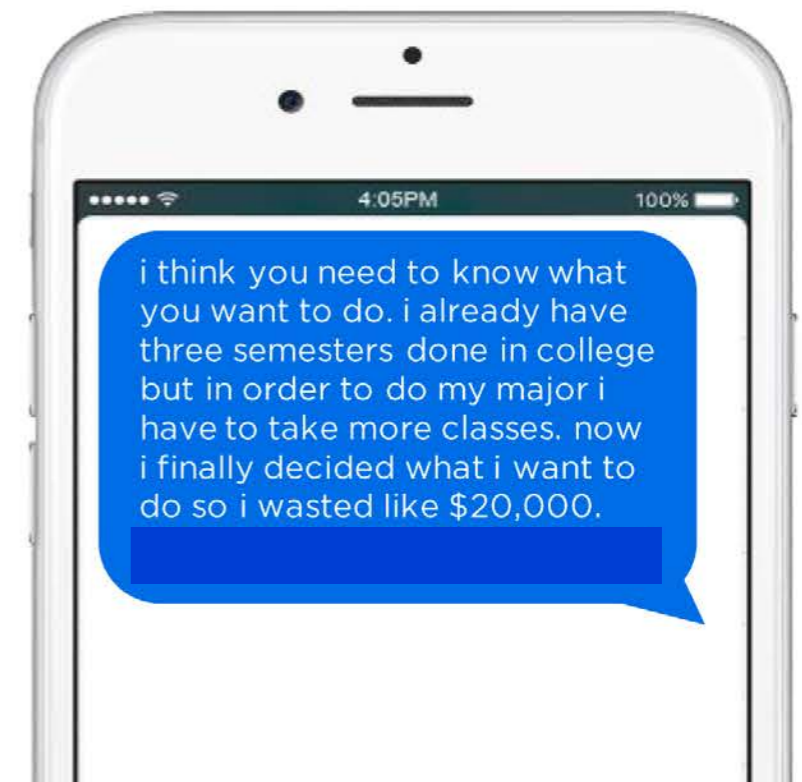 4:05PM 100%
i think you need to know what
you want to do. i already have
three semesters done in college
but in order to do my major i
have to take more classes. now
i finally decided what i want to
do so i wasted like $20,000.